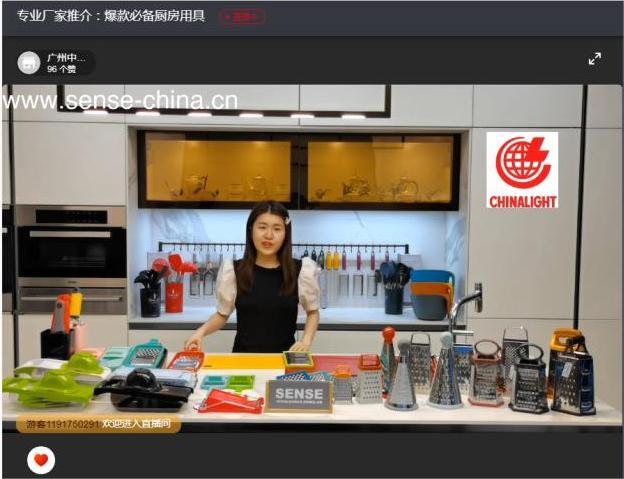 专业厂家推介：爆款必备厨房用具
直播中
广州中...
96 个赞
www.sense-china.cn
CHINALIGHT
SENSE
游客1191750291 欢迎进入直播间